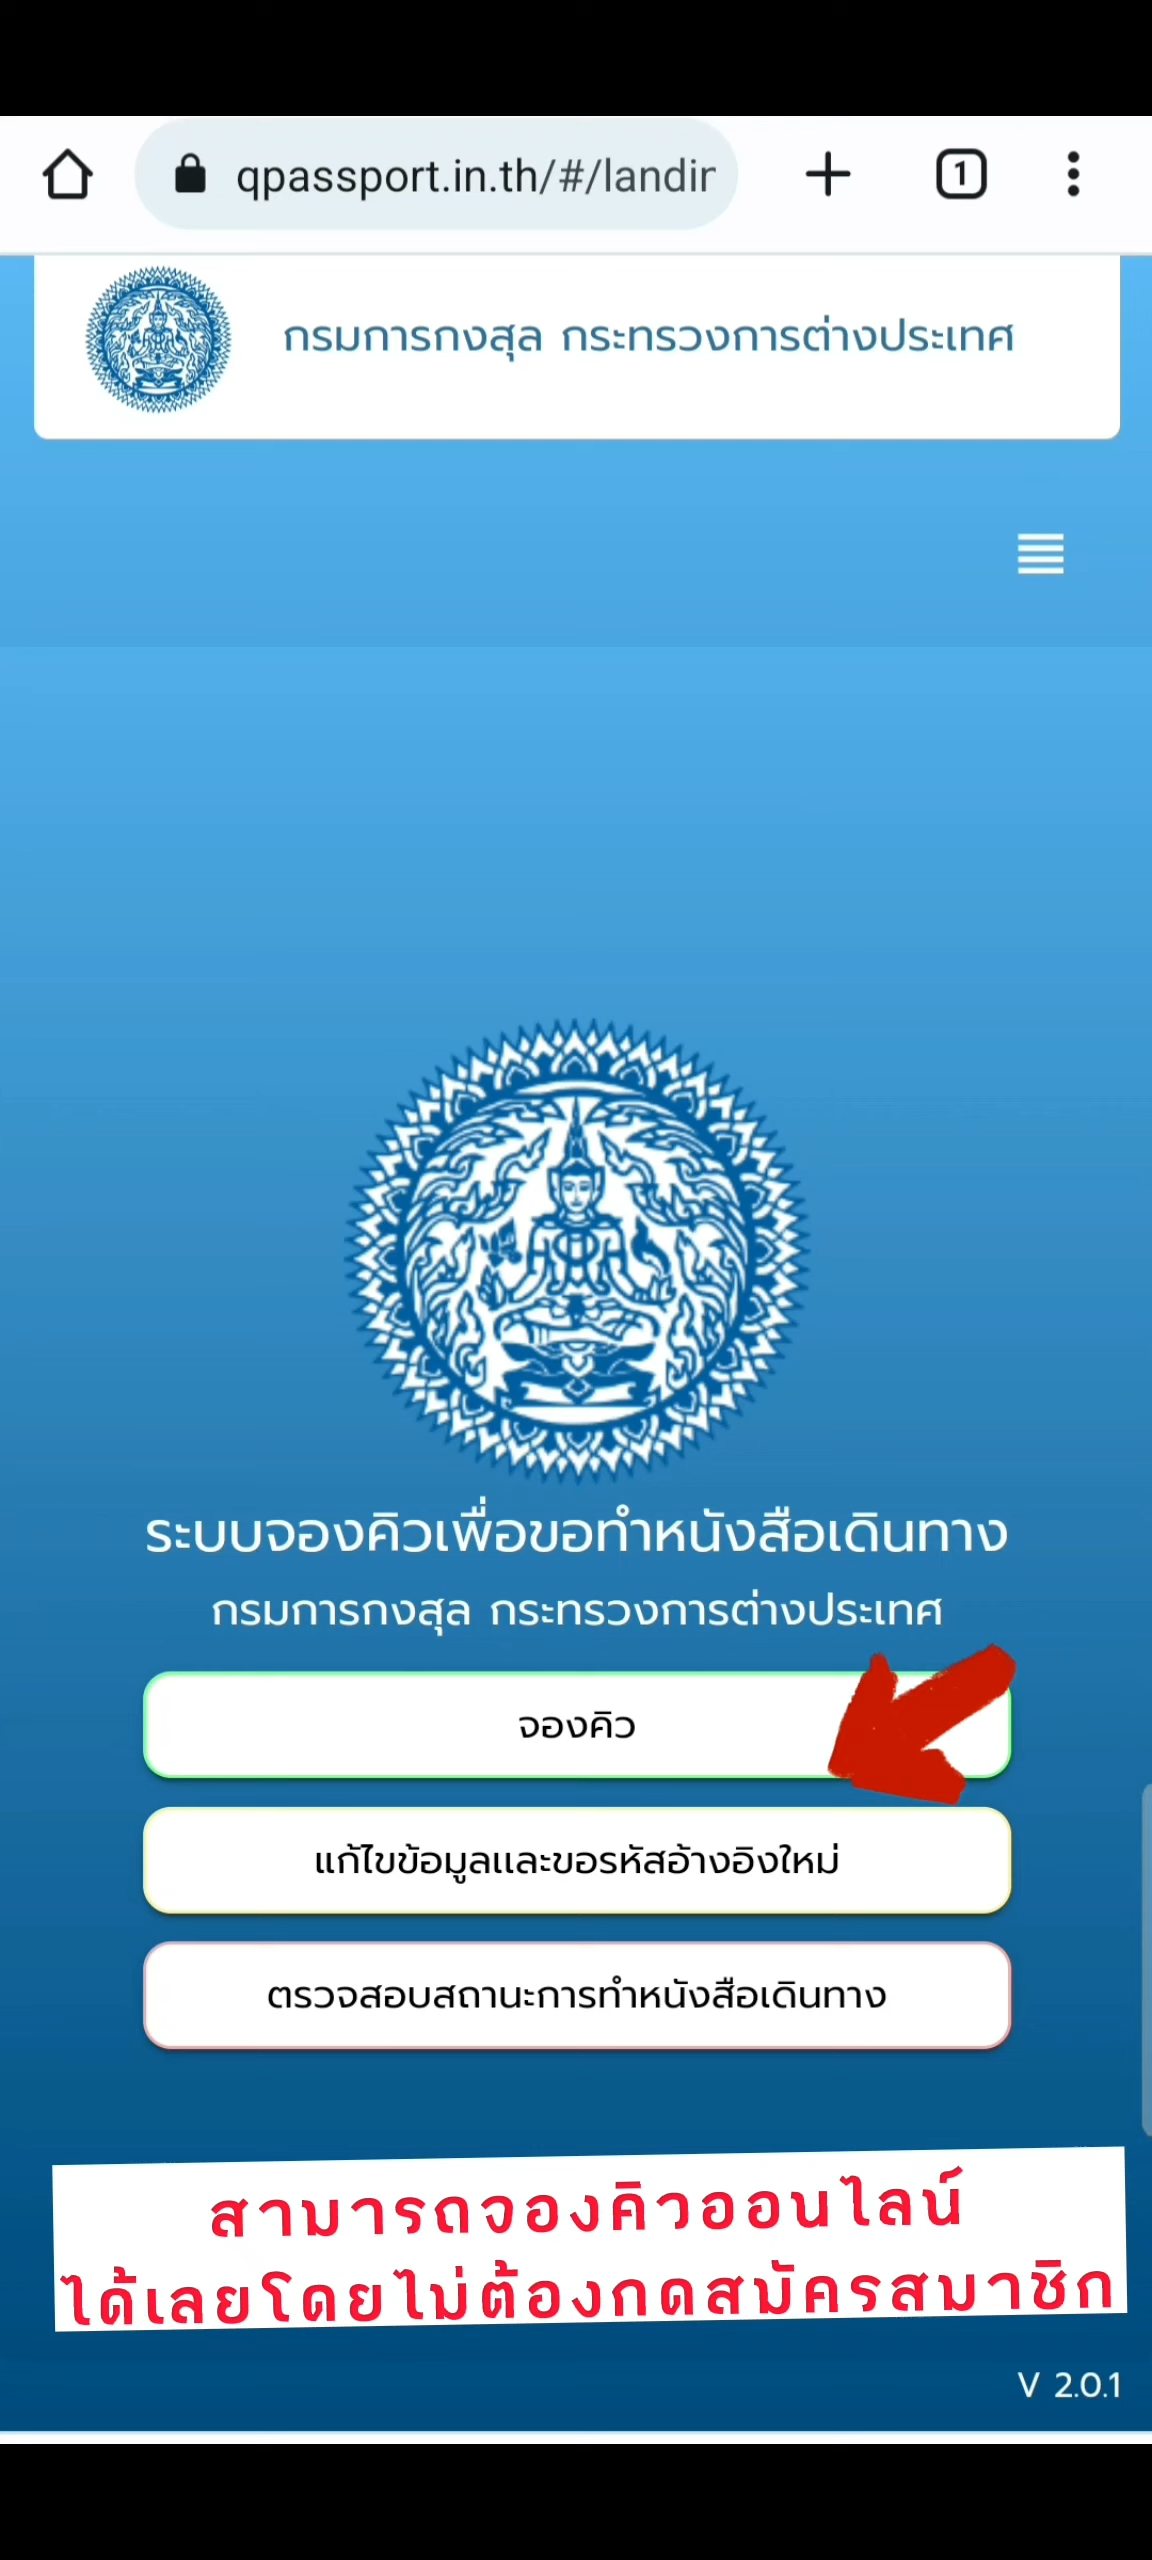 qpassport.in.th/#/landir
1
กรมการกงสุล กระทรวงการต่างประเทศ
ระบบจองคิวเพื่อขอทำหนังสือเดินทาง
กรมการกงสุล กระทรวงการต่างประเทศ
จองคิว
แก้ไขข้อมูลและขอรหัสอ้างอิงใหม่
ตรวจสอบสถานะการทำหนังสือเดินทาง
สามารถจองคิวออนไลน์
ได้เลยโดยไม่ต้องกดสมัครสมาชิก
V 2.0.1